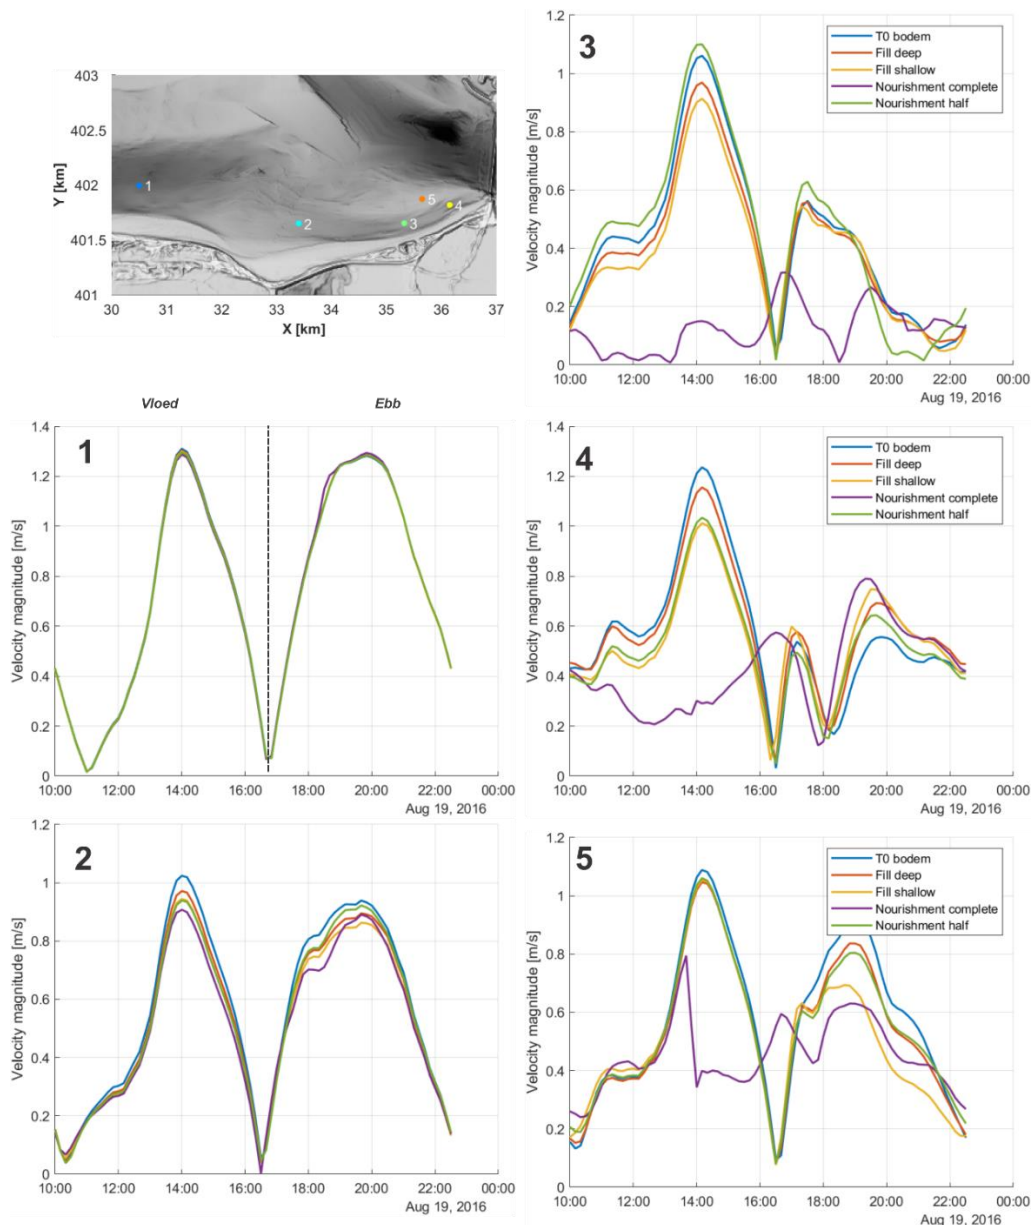 403
402.5
402
401.5
401
Y [km]
30 31 32 33 34 35 36 37
X [km]
1
2
3
4
5
3
T0 bodem
Fill deep
Fill shallow
Nourishment complete
Nourishment half
1.2
1
0.8
0.6
0.4
0.2
0
Velocity magnitude [m/s]
10:00 12:00 14:00 16:00 18:00 20:00 22:00 00:00
Aug 19, 2016
Vloed Ebb
1
1.4
1.2
1
0.8
0.6
0.4
0.2
0
Velocity magnitude [m/s]
10:00 12:00 14:00 16:00 18:00 20:00 22:00 00:00
Aug 19, 2016
4
T0 bodem
Fill deep
Fill shallow
Nourishment complete
Nourishment half
1.4
1.2
1
0.8
0.6
0.4
0.2
0
Velocity magnitude [m/s]
10:00 12:00 14:00 16:00 18:00 20:00 22:00 00:00
Aug 19, 2016
2
1.2
1
0.8
0.6
0.4
0.2
0
Velocity magnitude [m/s]
10:00 12:00 14:00 16:00 18:00 20:00 22:00 00:00
Aug 19, 2016
5
T0 bodem
Fill deep
Fill shallow
Nourishment complete
Nourishment half
1.2
1
0.8
0.6
0.4
0.2
0
Velocity magnitude [m/s]
10:00 12:00 14:00 16:00 18:00 20:00 22:00 00:00
Aug 19, 2016